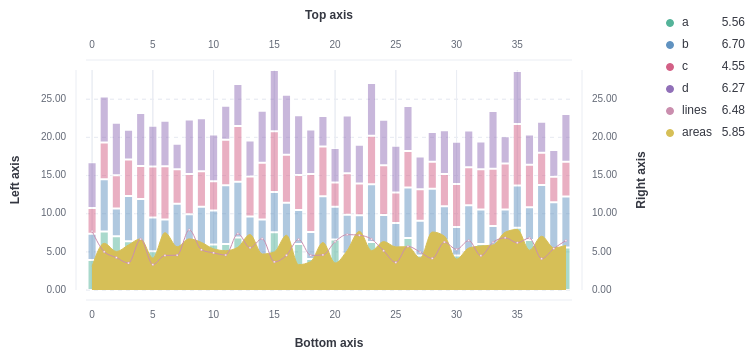 Top axis
0 5 10 15 20 25 30 35
a 5.56
b 6.70
c 4.55
d 6.27
lines 6.48
areas 5.85
Left axis
25.00
20.00
15.00
10.00
5.00
0.00
25.00
20.00
15.00
10.00
5.00
0.00
Right axis
0 5 10 15 20 25 30 35
Bottom axis